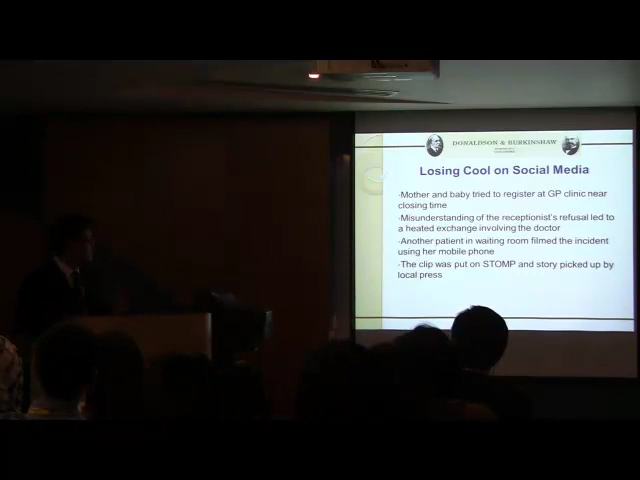 DONALDSON & BURKINSHAW
Losing Cool on Social Media
•Mother and baby tried to register at GP clinic near
closing time
•Misunderstanding of the receptionist's refusal led to
a heated exchange involving the doctor
•Another patient in waiting room filmed the incident
using her mobile phone
•The clip was put on STOMP and story picked up by
local press